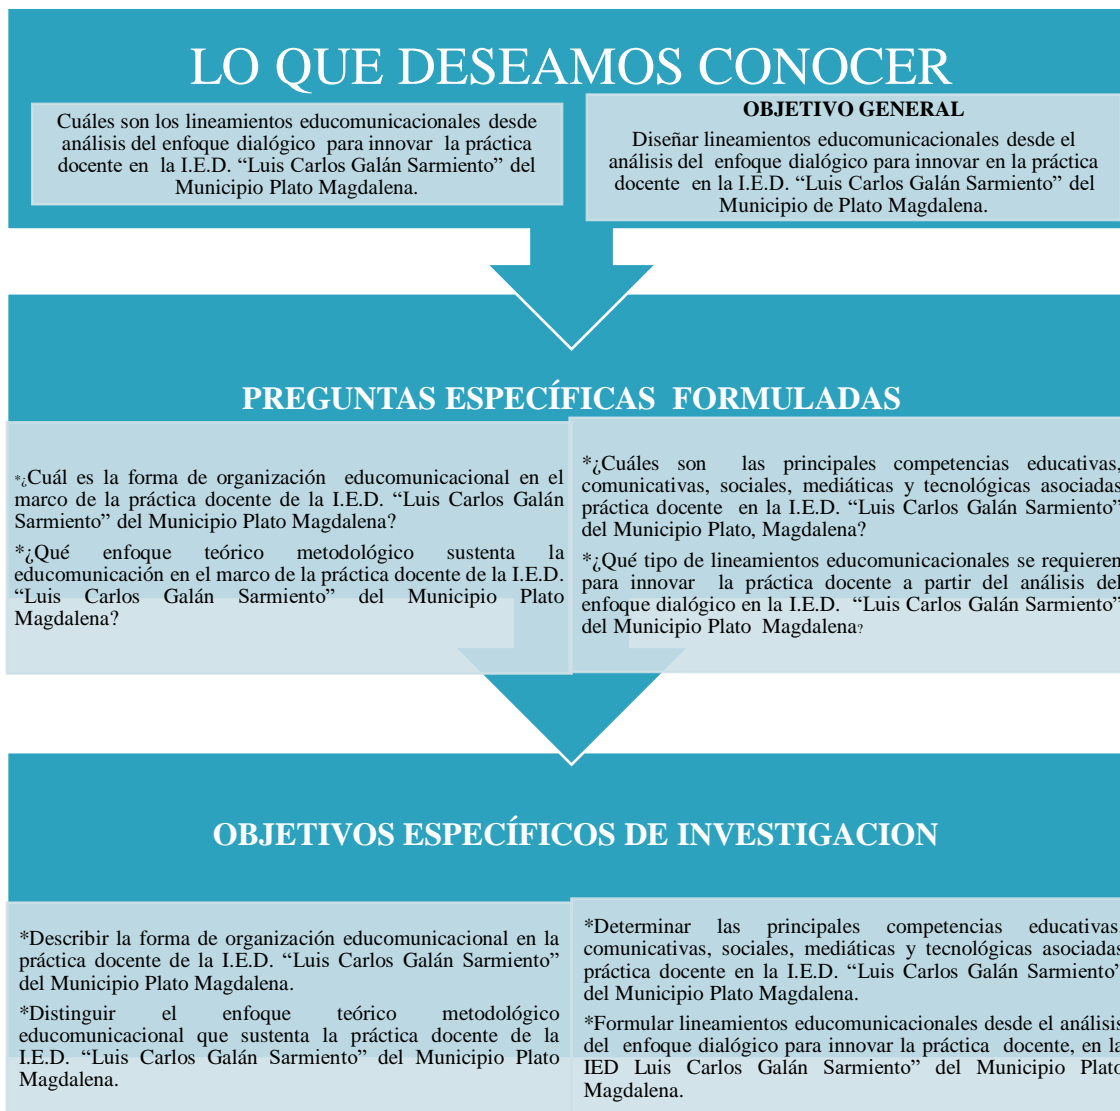 LO QUE DESEAMOS CONOCER
Cuáles son los lineamientos educomunicacionales desde
análisis del enfoque dialógico para innovar la práctica
docente en la I.E.D. “Luis Carlos Galán Sarmiento” del
Municipio Plato Magdalena.
OBJETIVO GENERAL
Diseñar lineamientos educomunicacionales desde el
análisis del enfoque dialógico para innovar en la práctica
docente en la I.E.D. “Luis Carlos Galán Sarmiento” del
Municipio de Plato Magdalena.
PREGUNTAS ESPECÍFICAS FORMULADAS
*¿Cuál es la forma de organización educomunicacional en el
marco de la práctica docente de la I.E.D. “Luis Carlos Galán
Sarmiento” del Municipio Plato Magdalena?
*¿Qué enfoque teórico metodológico sustenta la
educomunicación en el marco de la práctica docente de la I.E.D.
“Luis Carlos Galán Sarmiento” del Municipio Plato
Magdalena?
*¿Cuáles son las principales competencias educativas,
comunicativas, sociales, mediáticas y tecnológicas asociadas
práctica docente en la I.E.D. “Luis Carlos Galán Sarmiento”
del Municipio Plato, Magdalena?
*¿Qué tipo de lineamientos educomunicacionales se requieren
para innovar la práctica docente a partir del análisis del
enfoque dialógico en la I.E.D. “Luis Carlos Galán Sarmiento”
del Municipio Plato Magdalena?
OBJETIVOS ESPECÍFICOS DE INVESTIGACION
*Describir la forma de organización educomunicacional en la
práctica docente de la I.E.D. “Luis Carlos Galán Sarmiento”
del Municipio Plato Magdalena.
*Distinguir el enfoque teórico metodológico
educomunicacional que sustenta la práctica docente de la
I.E.D. “Luis Carlos Galán Sarmiento” del Municipio Plato
Magdalena.
*Determinar las principales competencias educativas,
comunicativas, sociales, mediáticas y tecnológicas asociadas
práctica docente en la I.E.D. “Luis Carlos Galán Sarmiento”
del Municipio Plato Magdalena.
*Formular lineamientos educomunicacionales desde el análisis
del enfoque dialógico para innovar la práctica docente, en la
IED Luis Carlos Galán Sarmiento” del Municipio Plato
Magdalena.